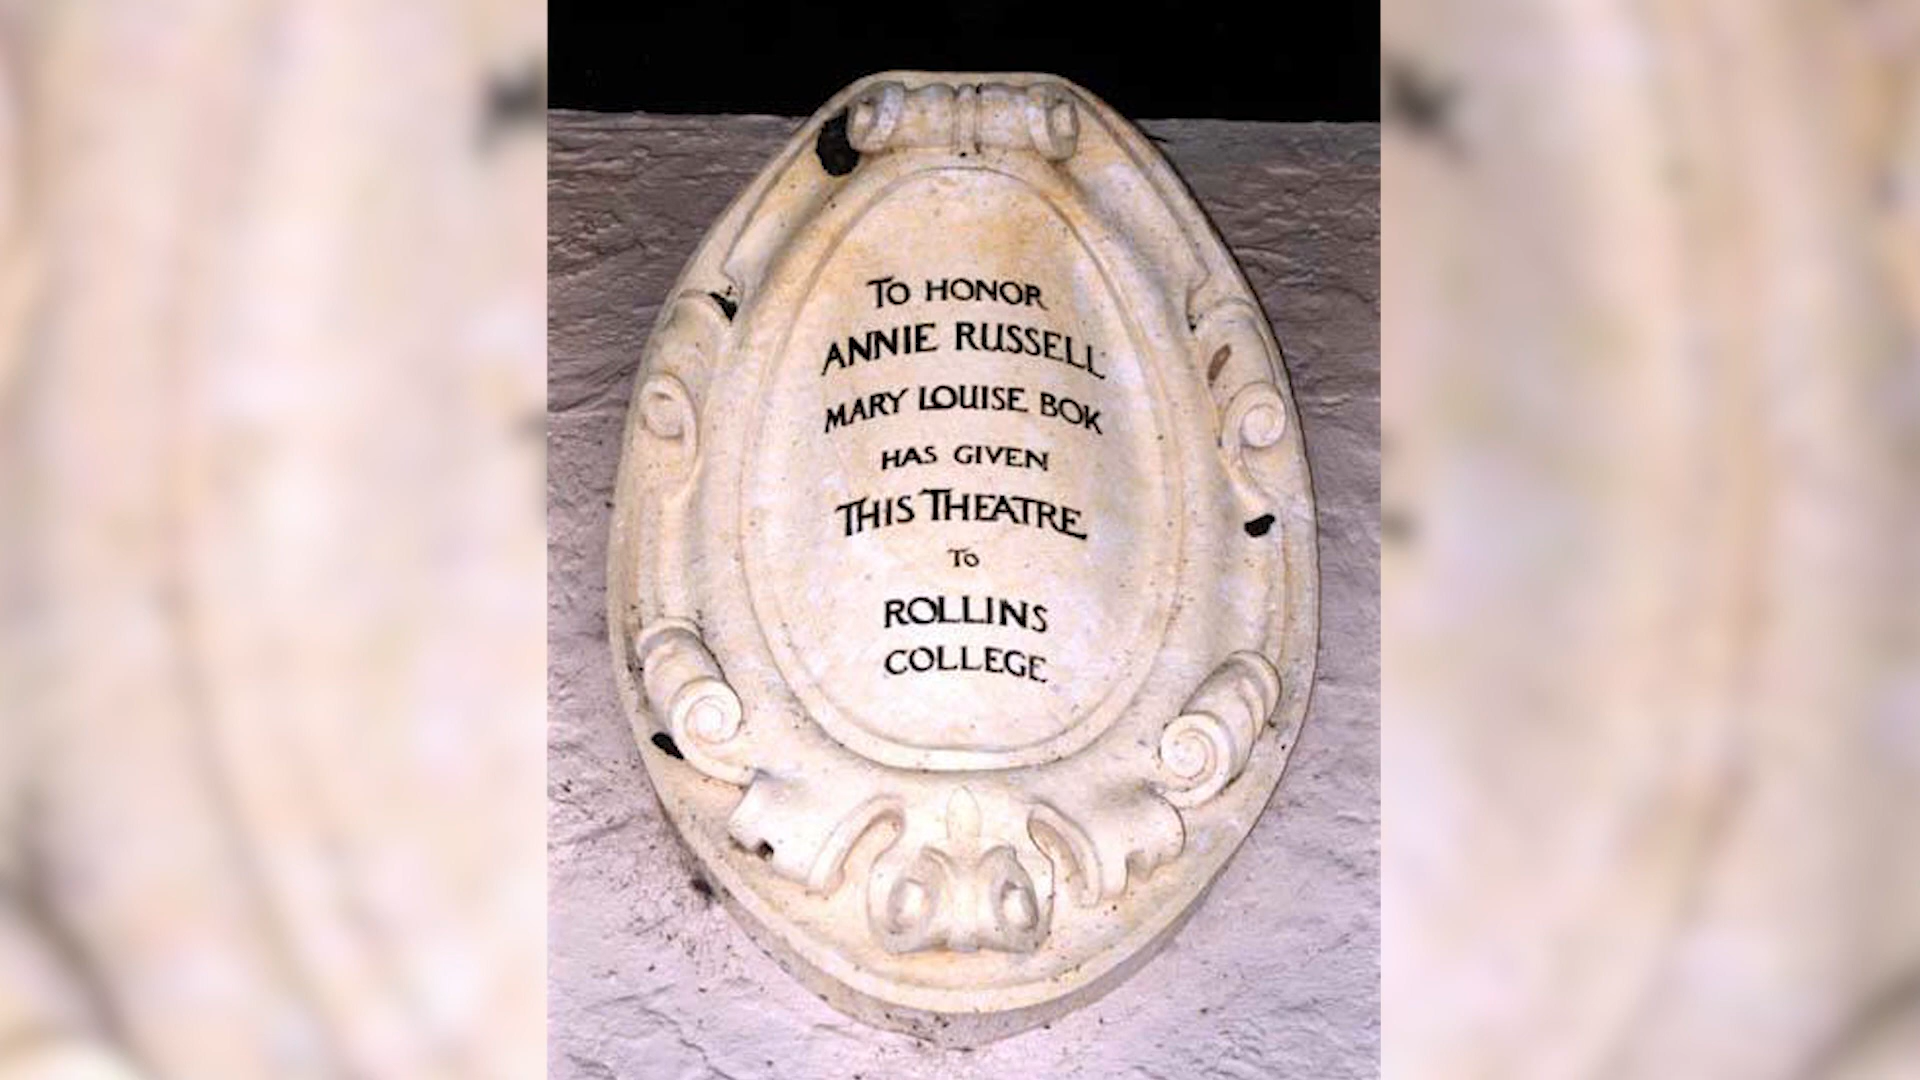 TO HONOR
ANNIE RUSSELL
MARY LOUISE BOK
HAS GIVEN
THIS THEATRE
TO
ROLLINS
COLLEGE